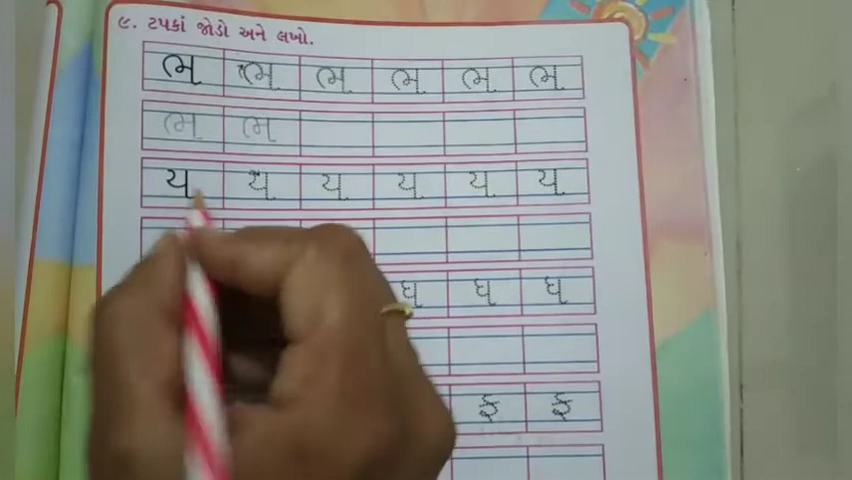 ૯. ટપકાં જોડો અને લખો.
ભ ભ ભ ભ ભ ભ
ભ ભ
ય ય ય ય ય ય
ઘ ઘ ઘ
ફ ફ